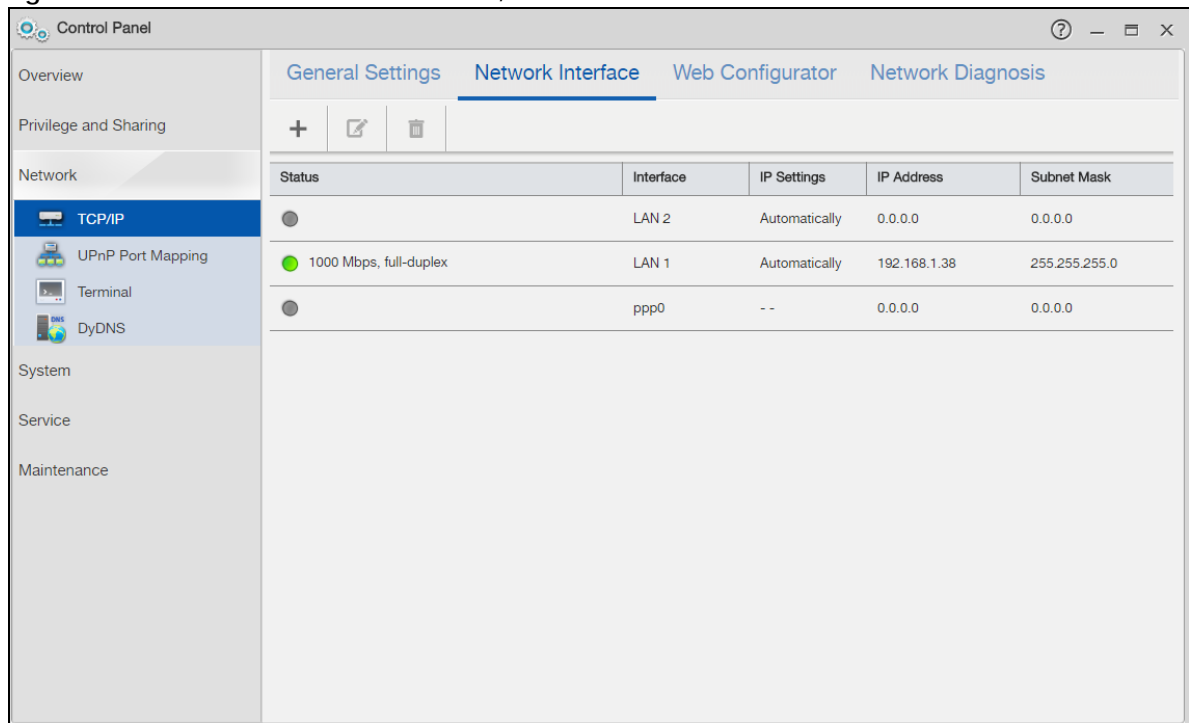 Control Panel
Overview
Privilege and Sharing
Network
TCP/IP
UPnP Port Mapping
Terminal
DyDNS
System
Service
Maintenance
General Settings Network Interface Web Configurator Network Diagnosis
Status Interface IP Settings IP Address Subnet Mask
LAN 2 Automatically 0.0.0.0 0.0.0.0
1000 Mbps, full-duplex LAN 1 Automatically 192.168.1.38 255.255.255.0
ppp0 - - 0.0.0.0 0.0.0.0